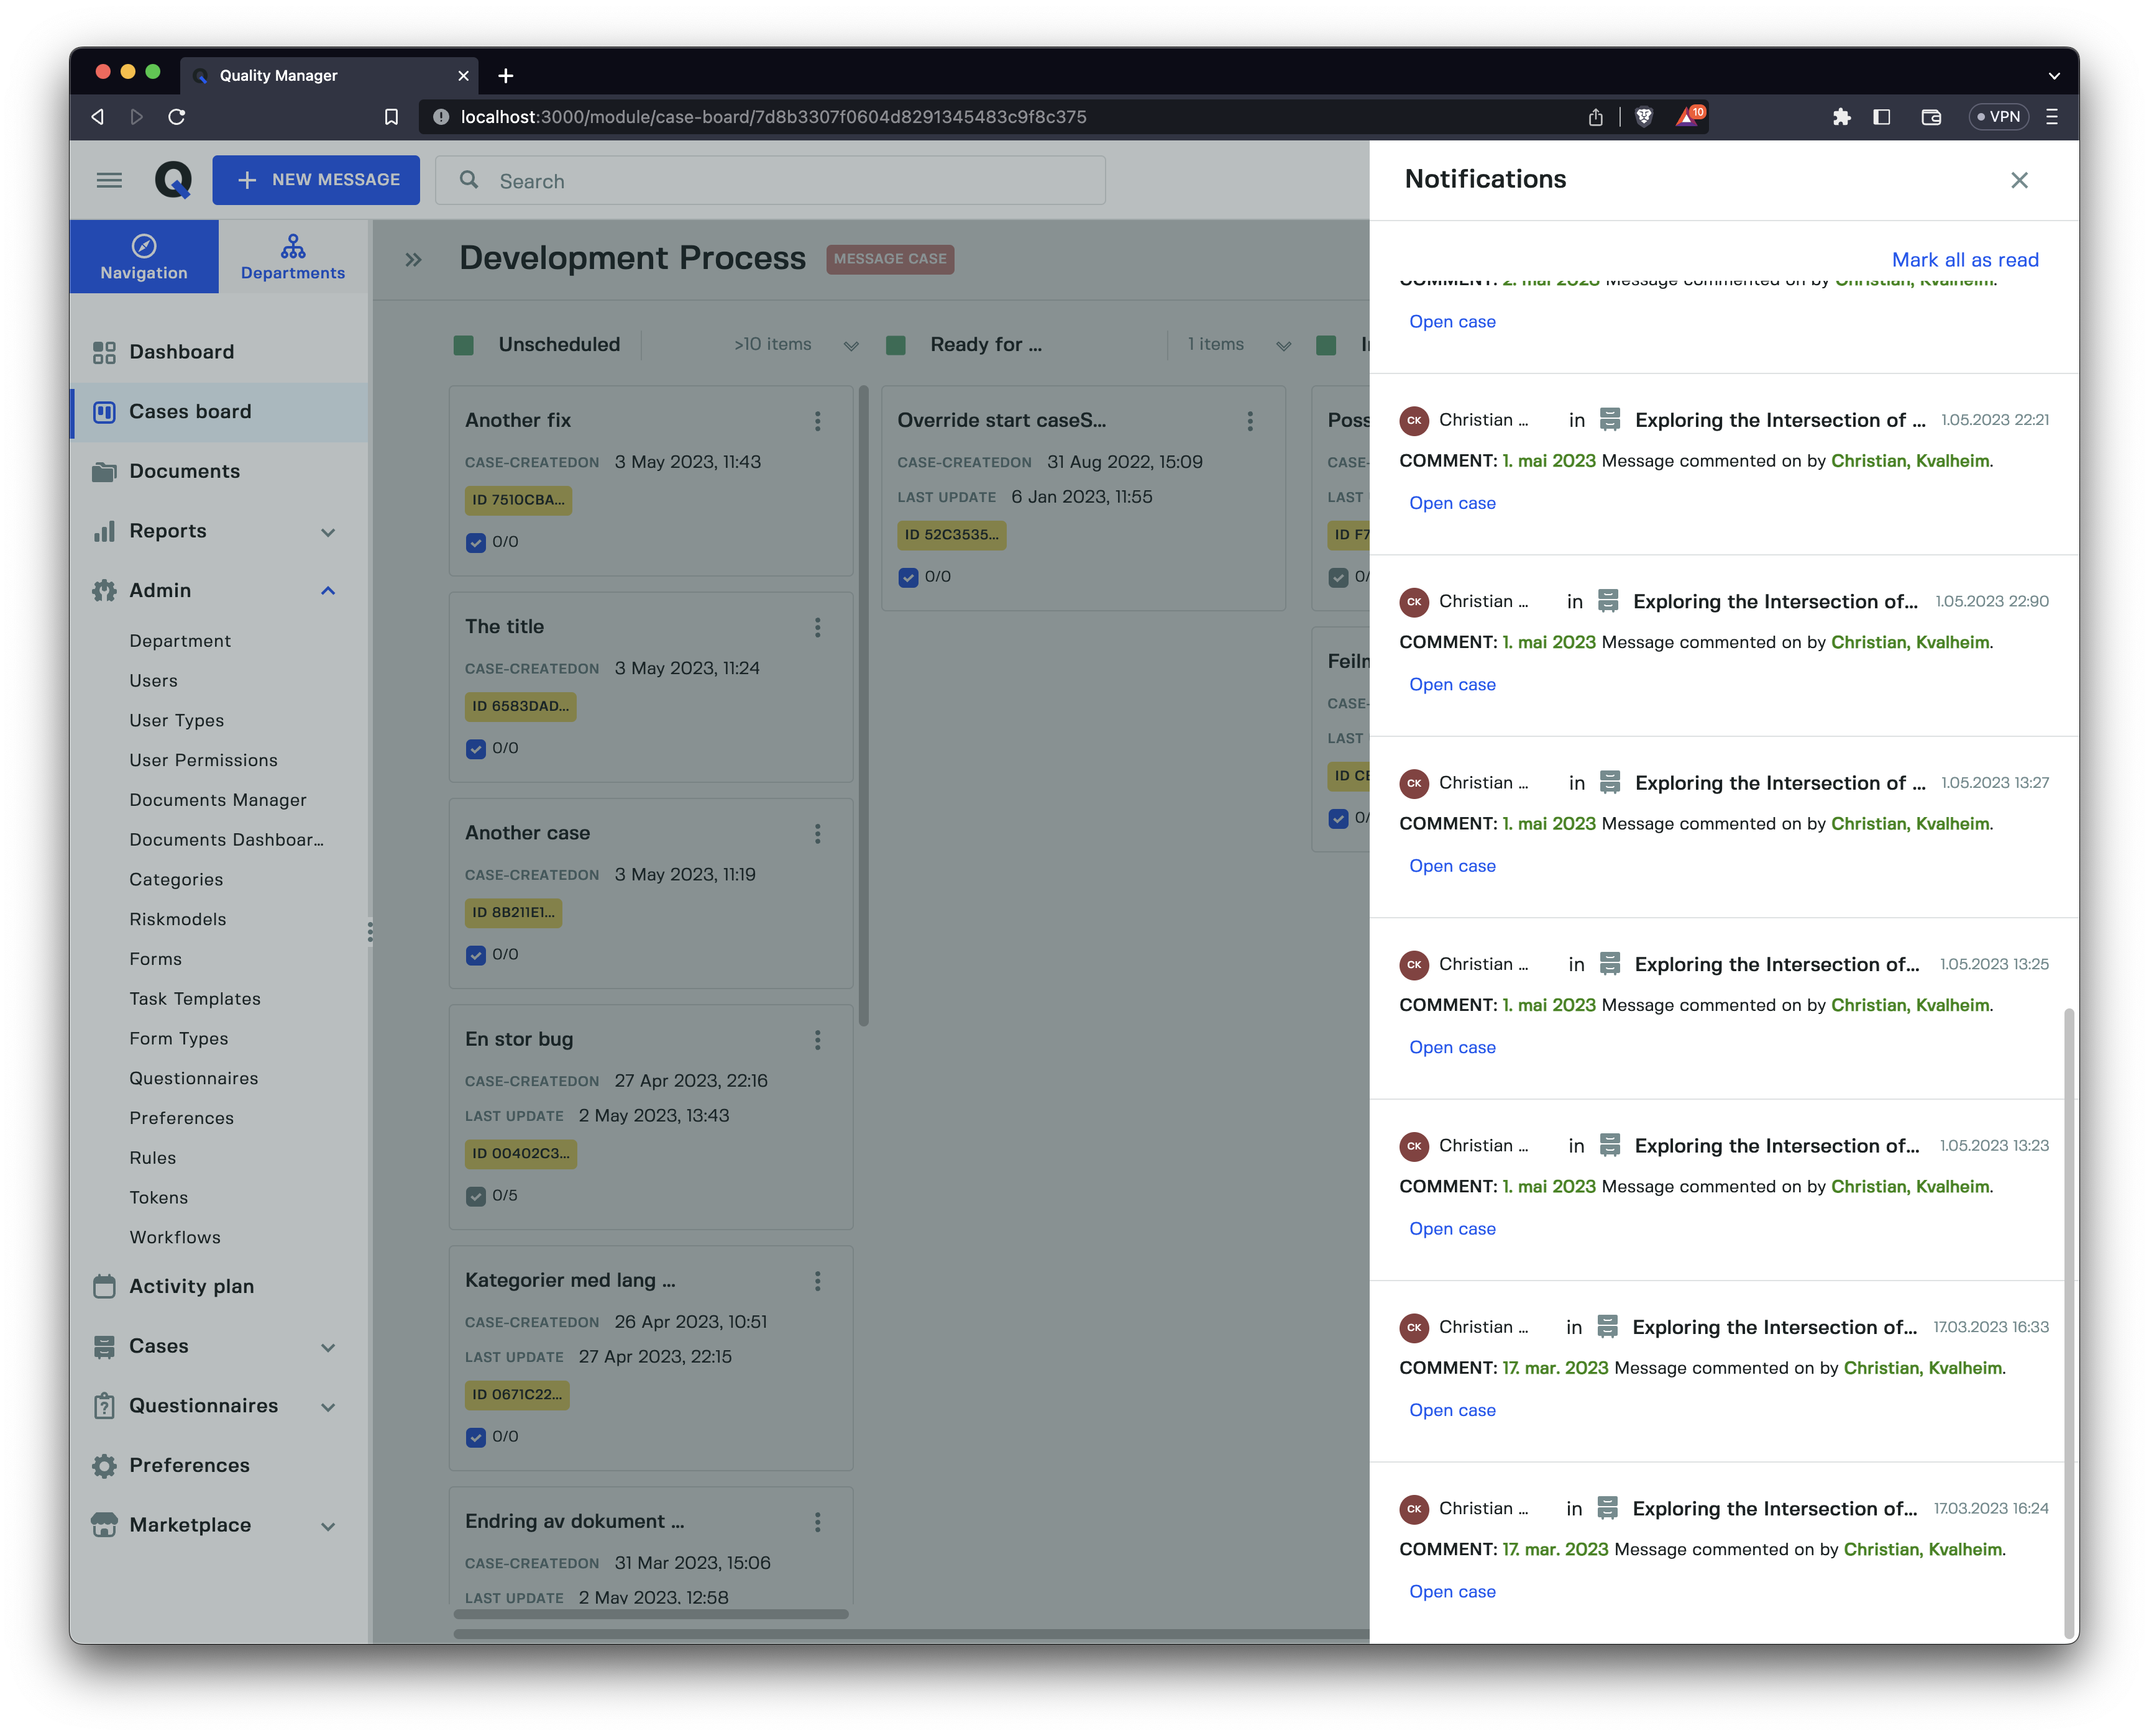 Quality Manager
localhost:3000/module/case-board/7d8b3307f0604d8291345483c9f8c375
10
VPN
NEW MESSAGE
Search
Navigation
Departments
Dashboard
Cases board
Documents
Reports
Admin
Department
Users
User Types
User Permissions
Documents Manager
Documents Dashboar...
Categories
Riskmodels
Forms
Task Templates
Form Types
Questionnaires
Preferences
Rules
Tokens
Workflows
Activity plan
Cases
Questionnaires
Preferences
Marketplace
Development Process MESSAGE CASE
Unscheduled >10 items
Another fix
CASE-CREATEDON 3 May 2023, 11:43
ID 7510CBA...
0/0
The title
CASE-CREATEDON 3 May 2023, 11:24
ID 6583DAD...
0/0
Another case
CASE-CREATEDON 3 May 2023, 11:19
ID 8B211E1...
0/0
En stor bug
CASE-CREATEDON 27 Apr 2023, 22:16
LAST UPDATE 2 May 2023, 13:43
ID 00402C3...
0/5
Kategorier med lang ...
CASE-CREATEDON 26 Apr 2023, 10:51
LAST UPDATE 27 Apr 2023, 22:15
ID 0671C22...
0/0
Endring av dokument ...
CASE-CREATEDON 31 Mar 2023, 15:06
LAST UPDATE 2 May 2023, 12:58
Ready for ... 1 items
Override start caseS...
CASE-CREATEDON 31 Aug 2022, 15:09
LAST UPDATE 6 Jan 2023, 11:55
ID 52C3535...
0/0
Poss
CASE-
LAST
ID F7
0/
Feiln
CASE-
LAST
ID CE
0/
Notifications
Mark all as read
COMMENT: 2. mai 2023 Message commented on by Christian, Kvalheim.
Open case
CK Christian ... in Exploring the Intersection of ... 1.05.2023 22:21
COMMENT: 1. mai 2023 Message commented on by Christian, Kvalheim.
Open case
CK Christian ... in Exploring the Intersection of... 1.05.2023 22:90
COMMENT: 1. mai 2023 Message commented on by Christian, Kvalheim.
Open case
CK Christian ... in Exploring the Intersection of ... 1.05.2023 13:27
COMMENT: 1. mai 2023 Message commented on by Christian, Kvalheim.
Open case
CK Christian ... in Exploring the Intersection of... 1.05.2023 13:25
COMMENT: 1. mai 2023 Message commented on by Christian, Kvalheim.
Open case
CK Christian ... in Exploring the Intersection of... 1.05.2023 13:23
COMMENT: 1. mai 2023 Message commented on by Christian, Kvalheim.
Open case
CK Christian ... in Exploring the Intersection of... 17.03.2023 16:33
COMMENT: 17. mar. 2023 Message commented on by Christian, Kvalheim.
Open case
CK Christian ... in Exploring the Intersection of... 17.03.2023 16:24
COMMENT: 17. mar. 2023 Message commented on by Christian, Kvalheim.
Open case